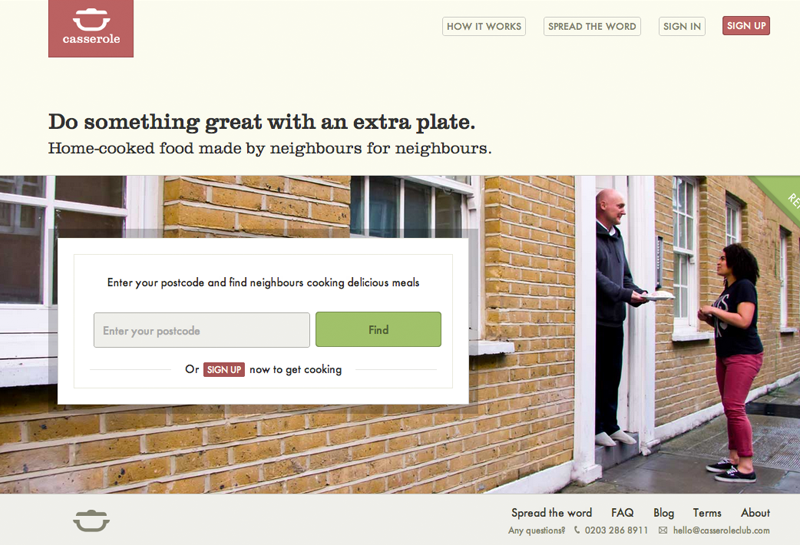 casserole
HOW IT WORKS
SPREAD THE WORD
SIGN IN
SIGN UP
Do something great with an extra plate.
Home-cooked food made by neighbours for neighbours.
Enter your postcode and find neighbours cooking delicious meals
Enter your postcode
Find
Or SIGN UP now to get cooking
Spread the word
FAQ
Blog
Terms
About
Any questions? 0203 286 8911 hello@casseroleclub.com